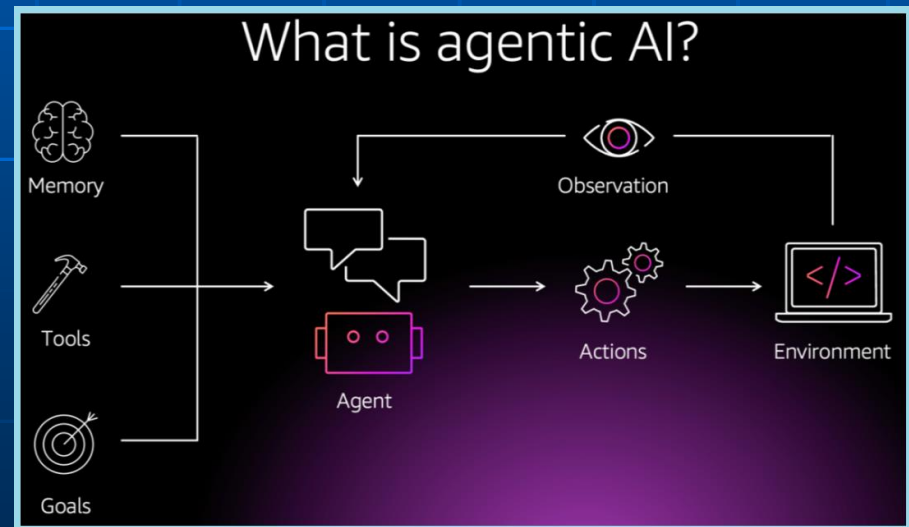 What is agentic AI?
Memory
Observation
Tools
</>
Actions
Environment
Agent
Goals